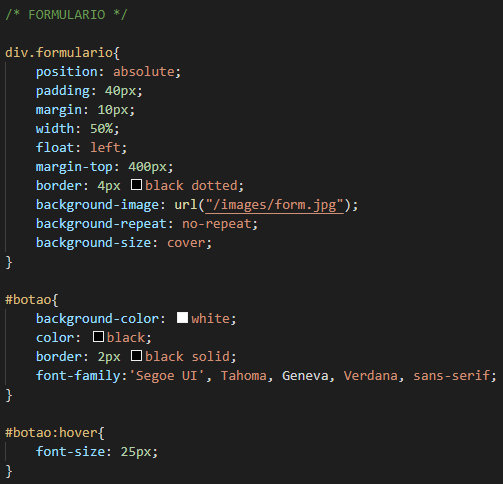 /* FORMULARIO */
div.formulario{
position: absolute;
padding: 40px;
margin: 10px;
width: 50%;
float: left;
margin-top: 400px;
border: 4px black dotted;
background-image: url("/images/form.jpg");
background-repeat: no-repeat;
background-size: cover;
}
#botao{
background-color: white;
color: black;
border: 2px black solid;
font-family:'Segoe UI', Tahoma, Geneva, Verdana, sans-serif;
}
#botao:hover{
font-size: 25px;
}